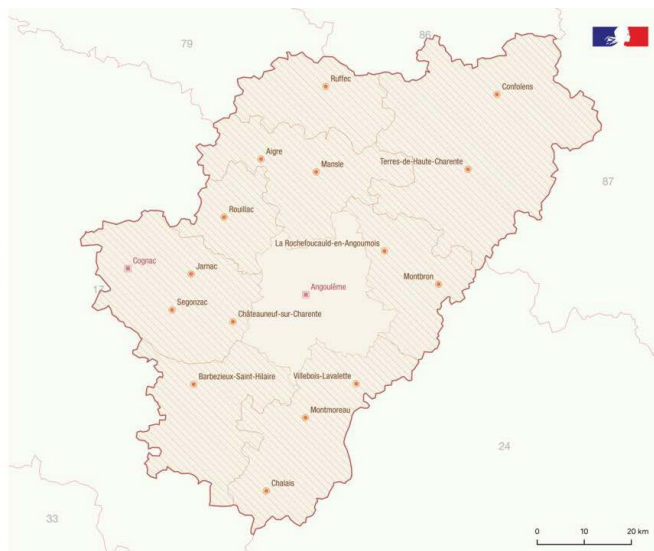 79
86
Ruffec
Confolens
Aigre
Mansle
Terres-de-Haute-Charente
87
Rouillac
La Rochefoucauld-en-Angoumois
Cognac
Jarnac
Montbron
17
Angoulême
Segonzac
Châteauneuf-sur-Charente
Barbezieux-Saint-Hilaire
Villebois-Lavalette
Montmoreau
24
Chalais
33
0 10 20 km